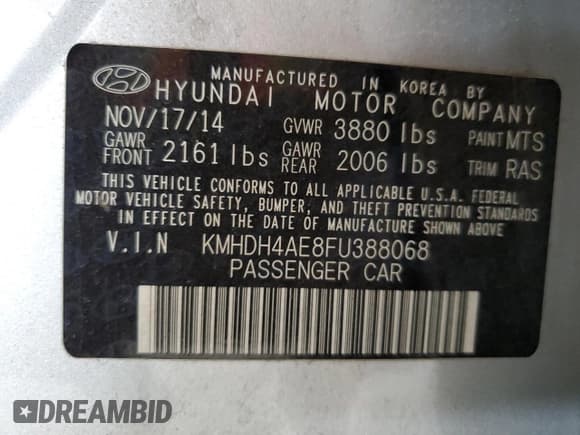 MANUFACTURED IN KOREA BY
HYUNDAI MOTOR COMPANY
NOV/17/14 GVWR 3880 lbs PAINT MTS
GAWR FRONT 2161 lbs GAWR REAR 2006 lbs TRIM RAS
THIS VEHICLE CONFORMS TO ALL APPLICABLE U.S.A. FEDERAL
MOTOR VEHICLE SAFETY, BUMPER, AND THEFT PREVENTION STANDARDS
IN EFFECT ON THE DATE OF MANUFACTURE SHOWN ABOVE.
V.I.N KMHDH4AE8FU388068
PASSENGER CAR
DREAMBID